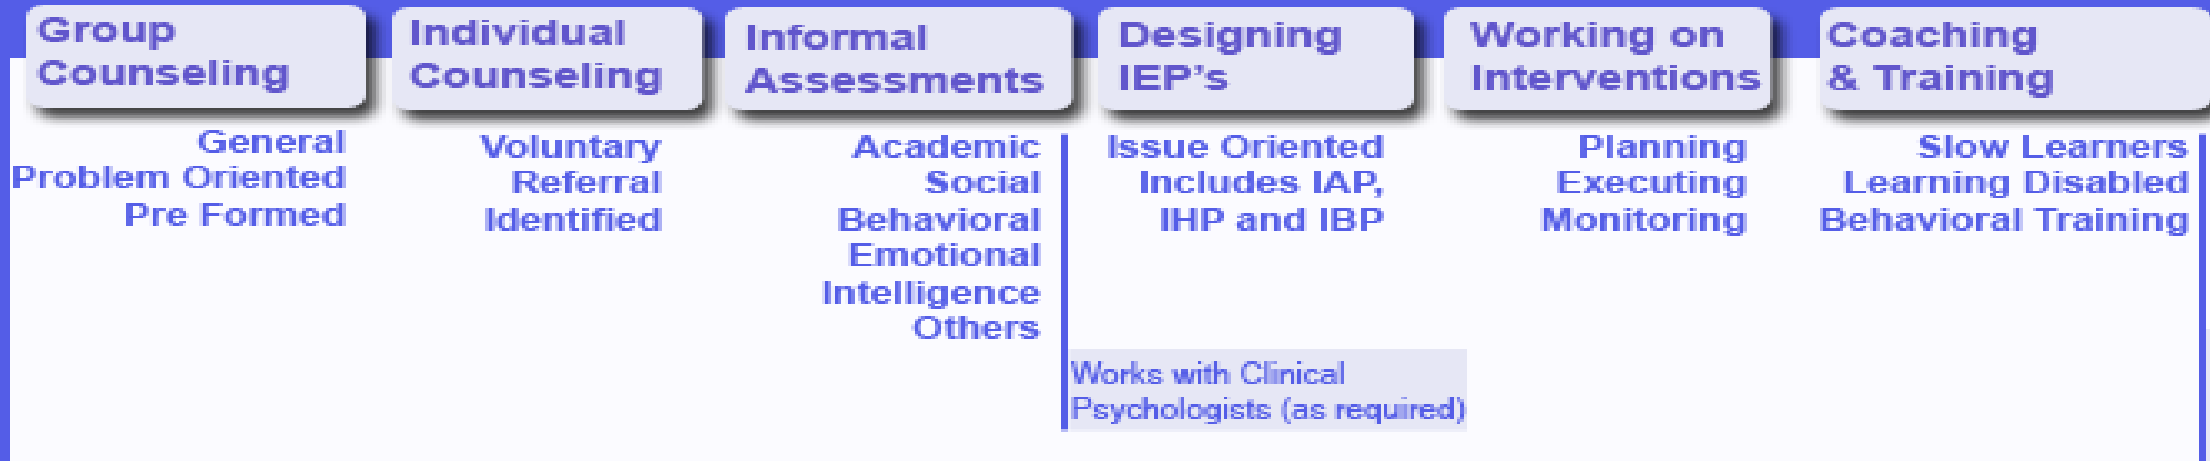 Group
Counseling
General
Problem Oriented
Pre Formed
Individual
Counseling
Voluntary
Referral
Identified
Informal
Assessments
Academic
Social
Behavioral
Emotional
Intelligence
Others
Designing
IEP's
Issue Oriented
Includes IAP,
IHP and IBP
Works with Clinical
Psychologists (as required)
Working on
Interventions
Planning
Executing
Monitoring
Coaching
& Training
Slow Learners
Learning Disabled
Behavioral Training